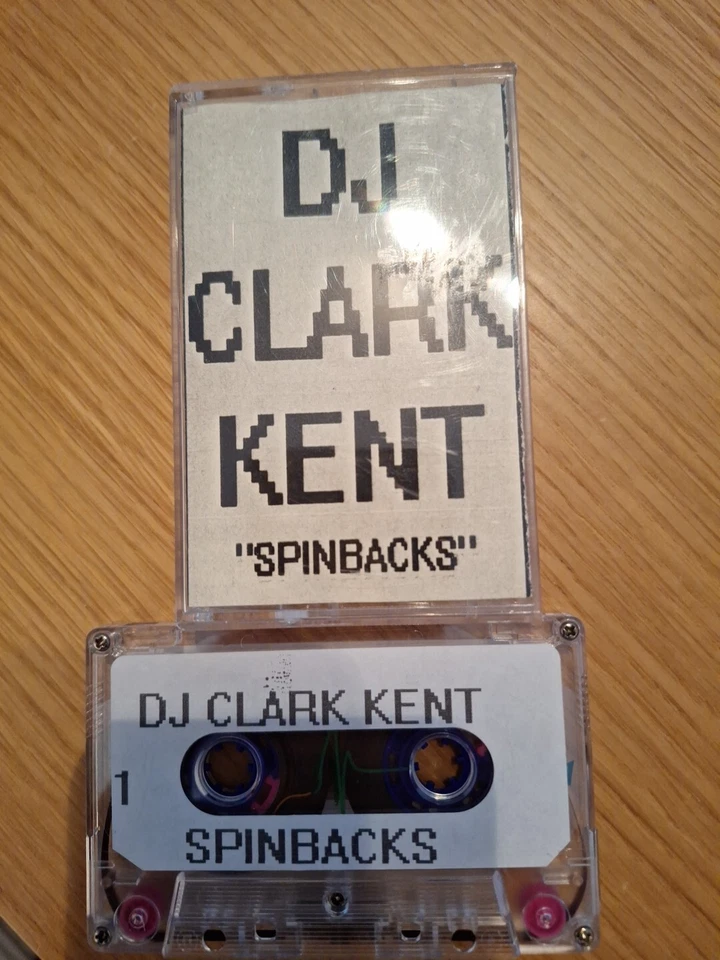 DJ
CLARK
KENT
"SPINBACKS"
DJ CLARK KENT
1
SPINBACKS